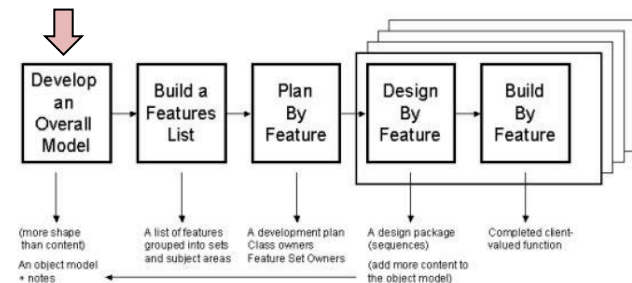 Develop
an
Overall
Model
Build a
Features
List
Plan
By
Feature
Design
By
Feature
Build
By
Feature
(more shape
than content)
An object model
+ notes
A list of features
grouped into sets
and subject areas
A development plan
Class owners
Feature Set Owners
A design package
(sequences)
(add more content to
the object model)
Completed client-
valued function